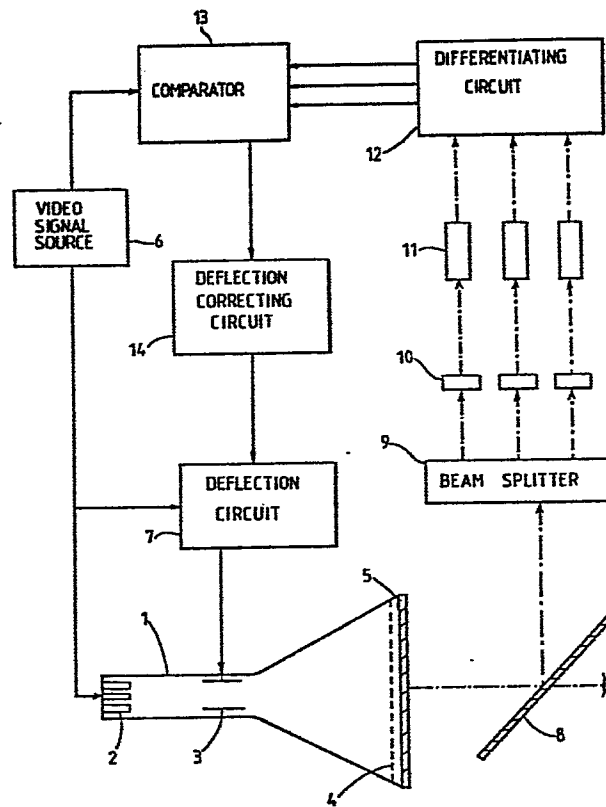 13
COMPARATOR
DIFFERENTIATING
CIRCUIT
12
VIDEO
SIGNAL
SOURCE
6
11
DEFLECTION
CORRECTING
CIRCUIT
14
10
9
BEAM SPLITTER
DEFLECTION
CIRCUIT
7
5
1
2
3
4
8